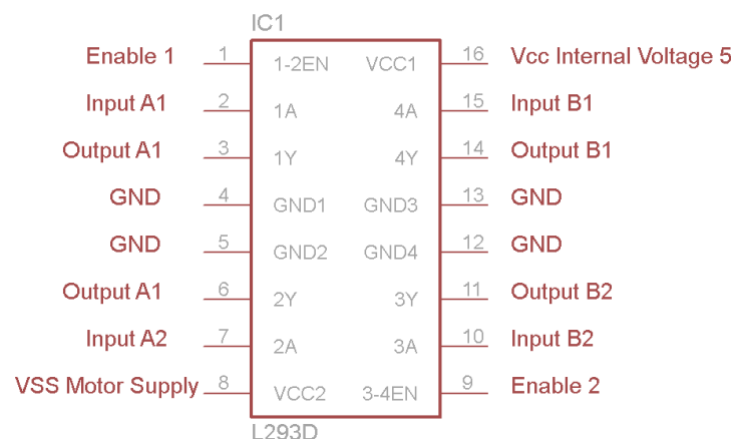 IC1
Enable 1 1 1-2EN VCC1 16 Vcc Internal Voltage 5
Input A1 2 1A 4A 15 Input B1
Output A1 3 1Y 4Y 14 Output B1
GND 4 GND1 GND3 13 GND
GND 5 GND2 GND4 12 GND
Output A1 6 2Y 3Y 11 Output B2
Input A2 7 2A 3A 10 Input B2
VSS Motor Supply 8 VCC2 3-4EN 9 Enable 2
L293D